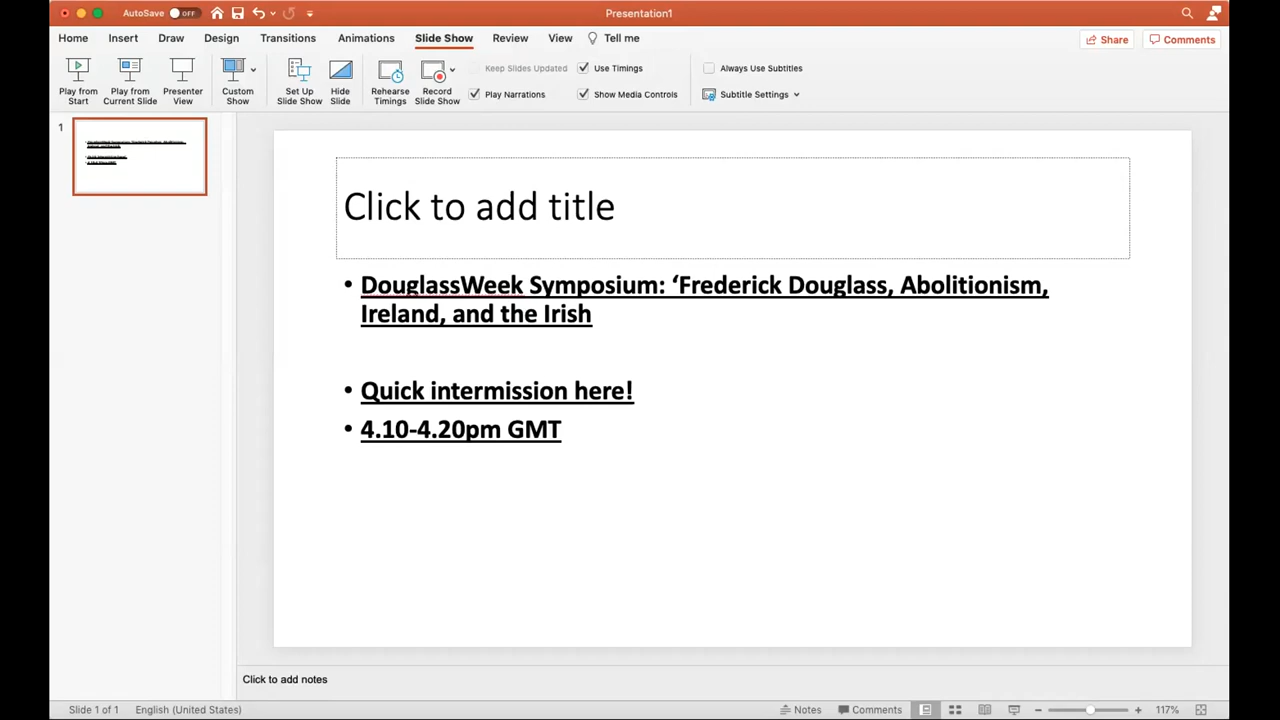 AutoSave OFF
Presentation1
Home Insert Draw Design Transitions Animations Slide Show Review View Tell me Share Comments
Play from Start
Play from Current Slide
Presenter View
Custom Show
Set Up Slide Show
Hide Slide
Rehearse Timings
Record Slide Show
Keep Slides Updated
Use Timings
Play Narrations
Show Media Controls
Always Use Subtitles
Subtitle Settings
1
Click to add title
• DouglassWeek Symposium: ‘Frederick Douglass, Abolitionism,
Ireland, and the Irish
• Quick intermission here!
• 4.10-4.20pm GMT
Click to add notes
Slide 1 of 1 English (United States) Notes Comments 117%